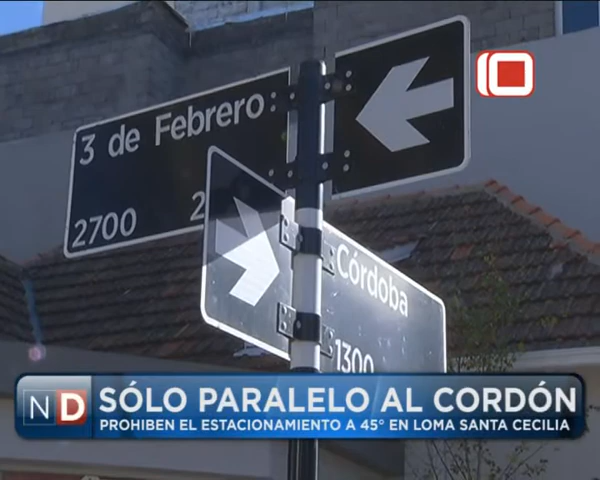 3 de Febrero
2700 2
Córdoba
1300
ND SÓLO PARALELO AL CORDÓN
PROHIBEN EL ESTACIONAMIENTO A 45° EN LOMA SANTA CECILIA